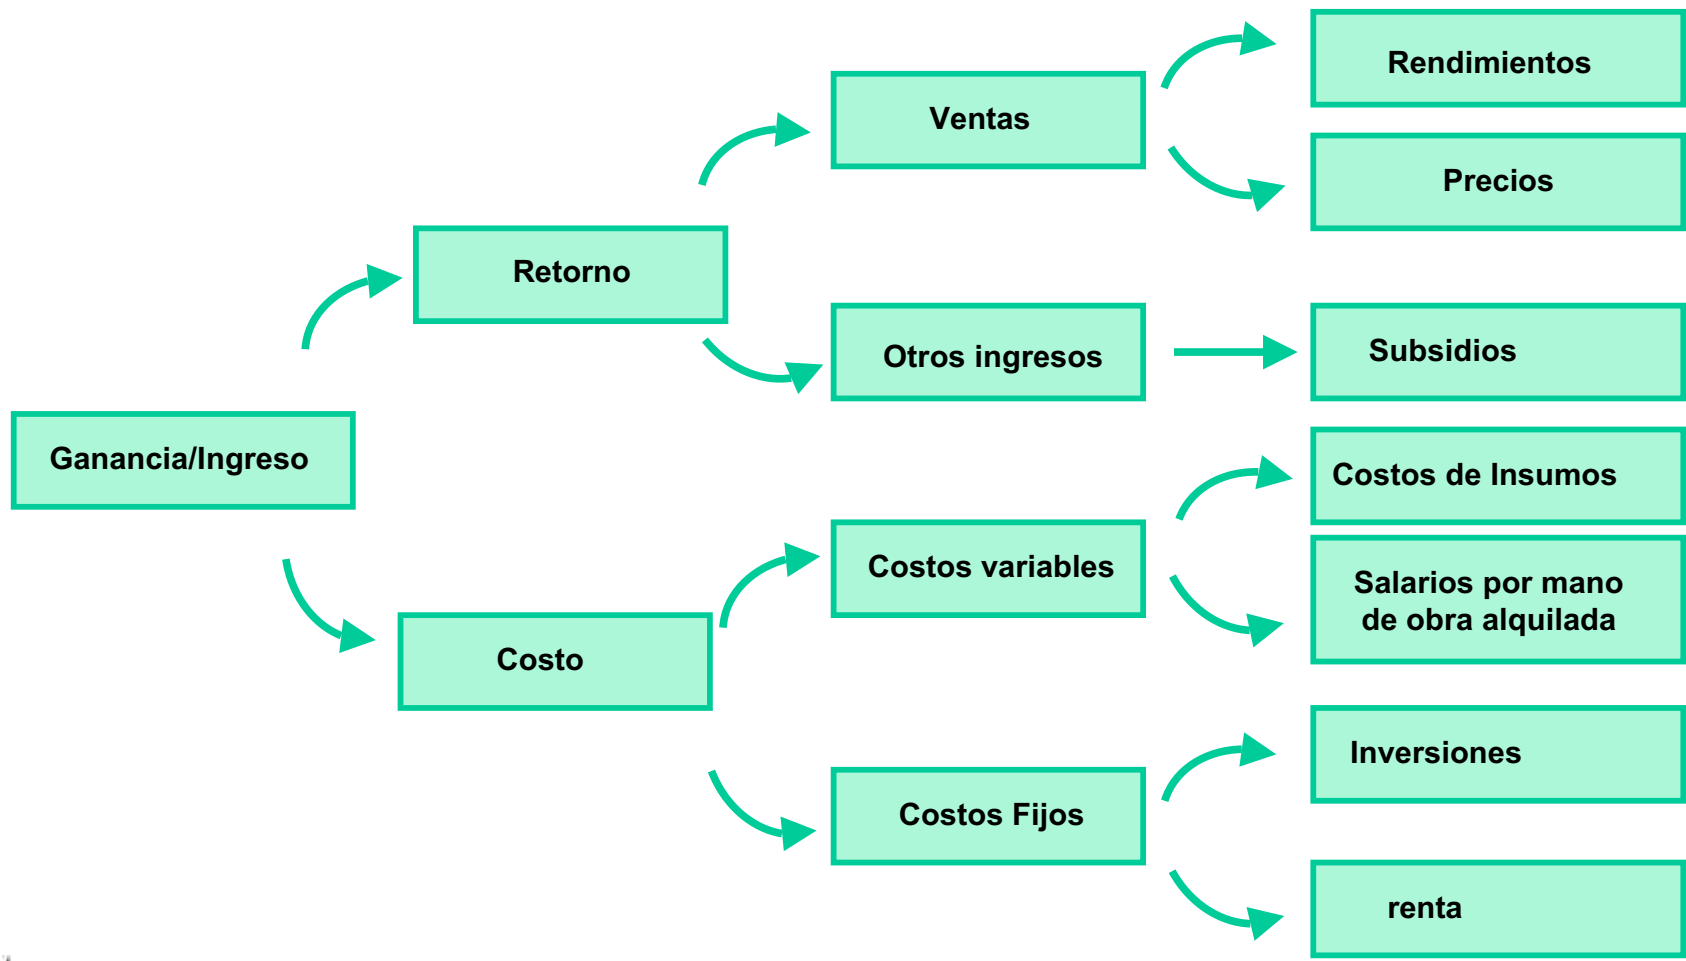 Rendimientos
Ventas
Precios
Retorno
Otros ingresos
Subsidios
Ganancia/Ingreso
Costos de Insumos
Costos variables
Salarios por mano
de obra alquilada
Costo
Inversiones
Costos Fijos
renta